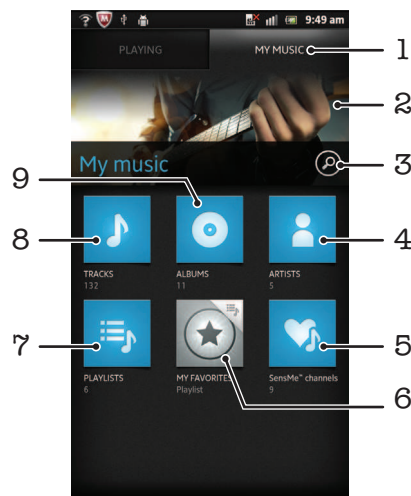 9:49 am
PLAYING
MY MUSIC
1
2
My music
3
9
8
4
TRACKS
132
ALBUMS
11
ARTISTS
5
7
5
PLAYLISTS
6
MY FAVORITES
Playlist
SensMe™ channels
9
6